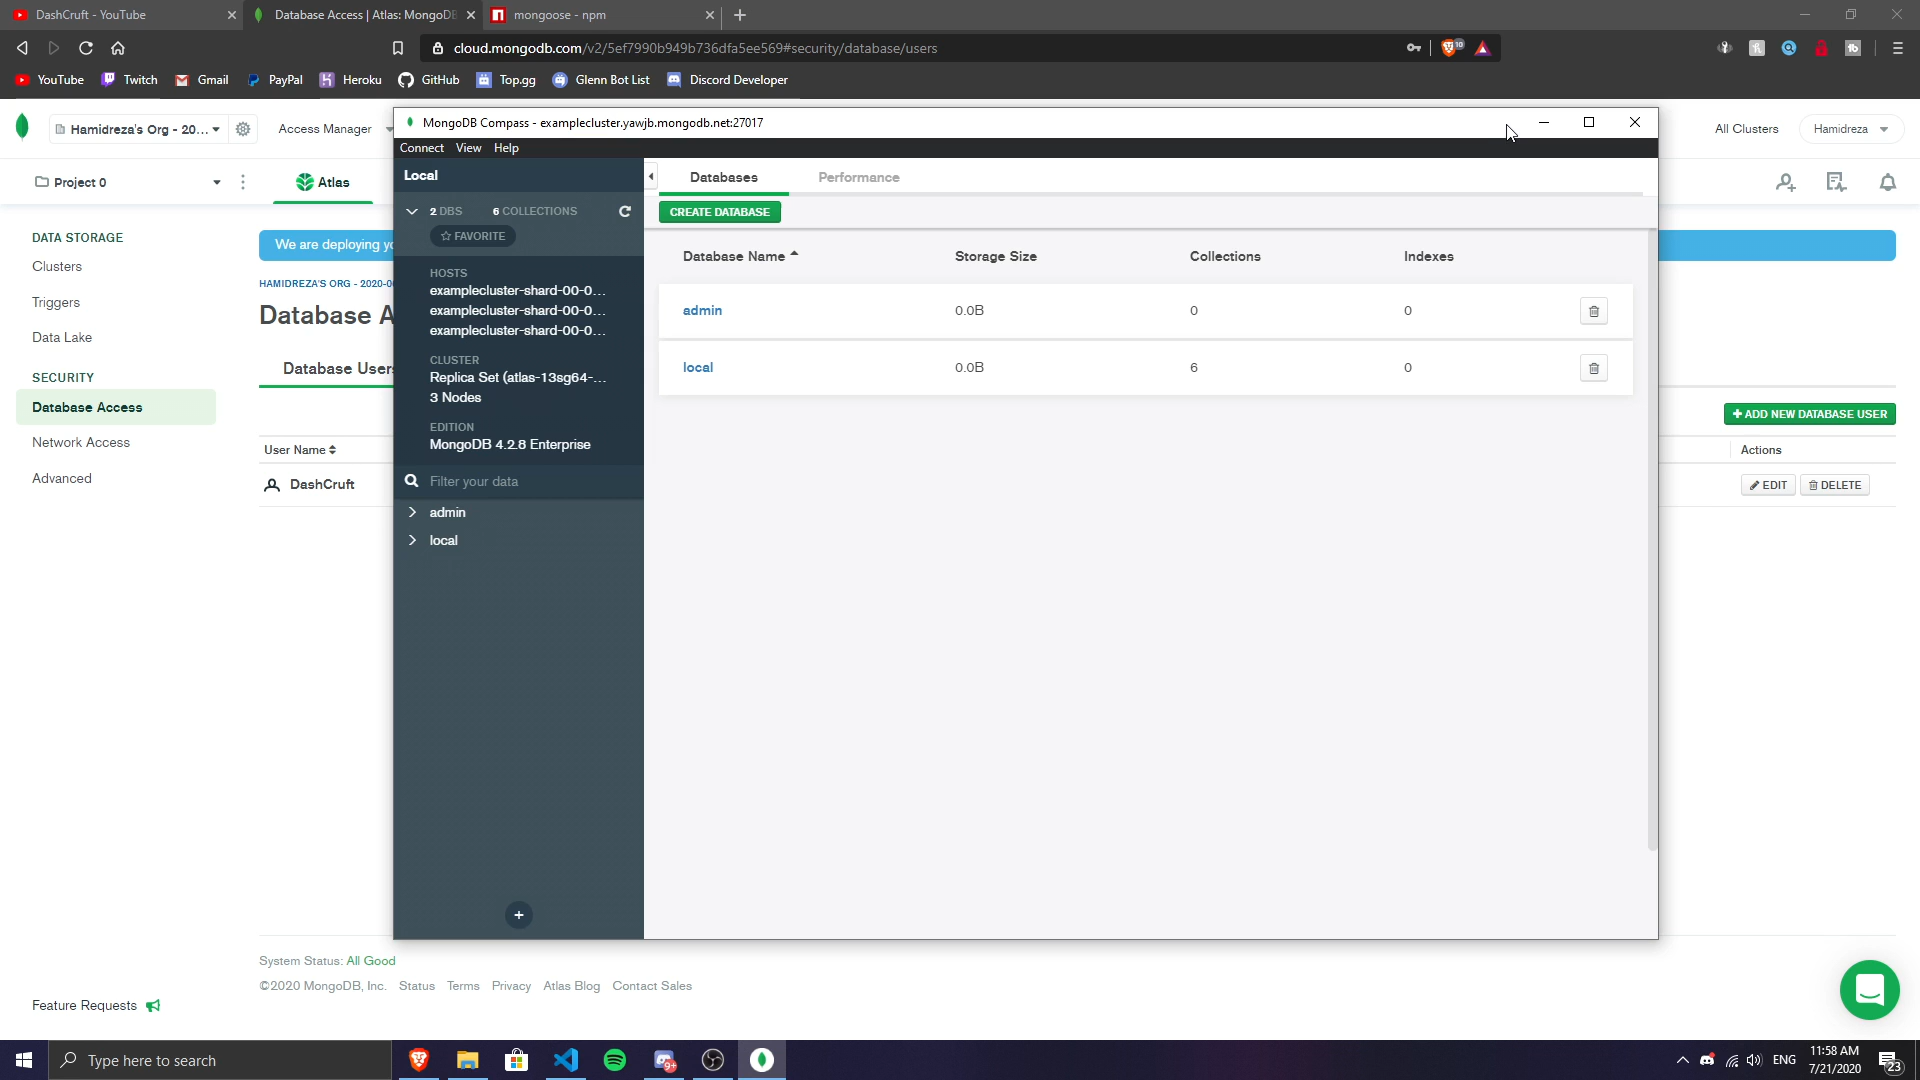 DashCruft - YouTube
Database Access | Atlas: MongoDB
mongoose - npm
cloud.mongodb.com/v2/5ef7990b949b736dfa5ee569#security/database/users
10
YouTube
Twitch
Gmail
PayPal
Heroku
GitHub
Top.gg
Glenn Bot List
Discord Developer
Hamidreza's Org - 20...
Access Manager
All Clusters
Hamidreza
Project 0
Atlas
DATA STORAGE
Clusters
Triggers
Data Lake
SECURITY
Database Access
Network Access
Advanced
Feature Requests
We are deploying yo
HAMIDREZA'S ORG - 2020-0
Database A
Database Users
ADD NEW DATABASE USER
User Name
Actions
DashCruft
EDIT
DELETE
MongoDB Compass - examplecluster.yawjb.mongodb.net:27017
Connect View Help
Local
2 DBS
6 COLLECTIONS
FAVORITE
HOSTS
examplecluster-shard-00-0...
examplecluster-shard-00-0...
examplecluster-shard-00-0...
CLUSTER
Replica Set (atlas-13sg64-...
3 Nodes
EDITION
MongoDB 4.2.8 Enterprise
Filter your data
admin
local
Databases
Performance
CREATE DATABASE
Database Name
Storage Size
Collections
Indexes
admin
0.0B
0
0
local
0.0B
6
0
System Status: All Good
©2020 MongoDB, Inc. Status Terms Privacy Atlas Blog Contact Sales
Type here to search
9+
ENG
11:58 AM
7/21/2020
23